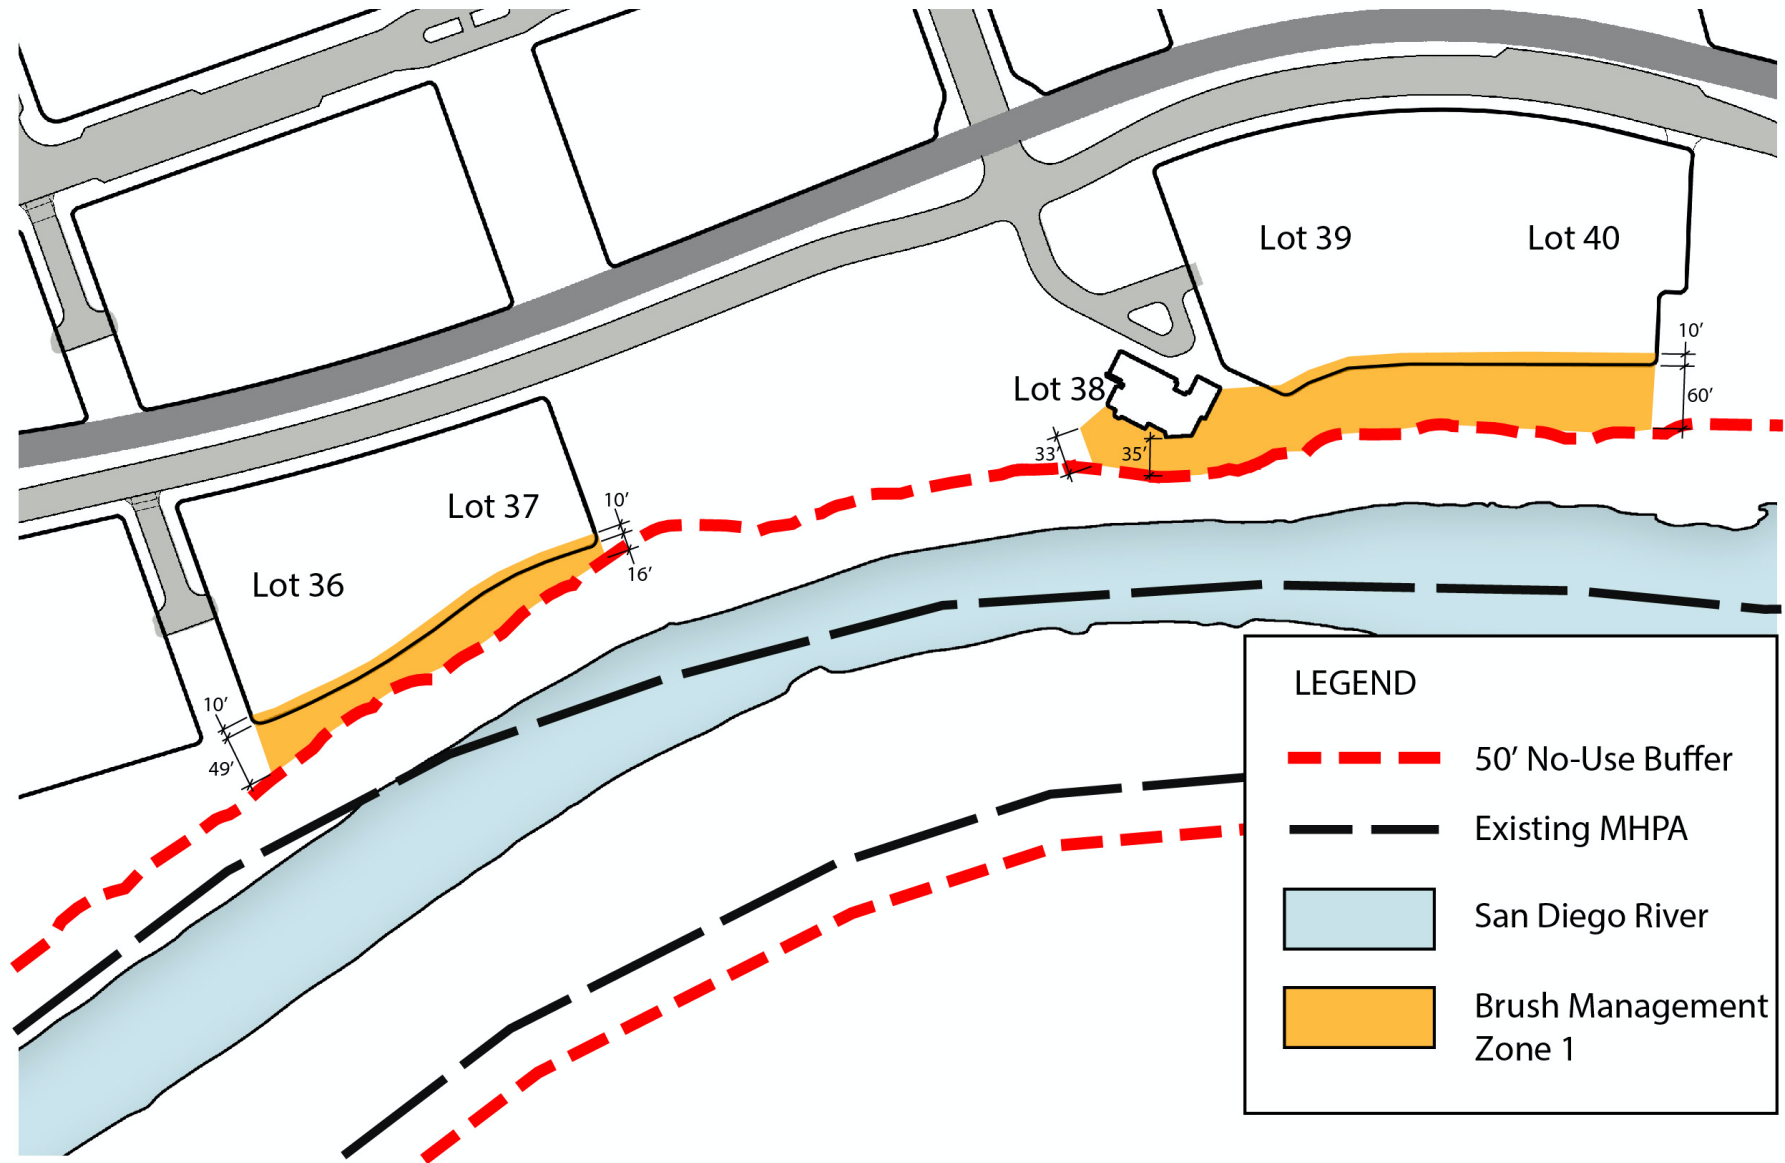 Lot 39
Lot 40
10’
60’
Lot 38
33’
35’
Lot 37
10’
16’
Lot 36
10’
49’
LEGEND
50’ No-Use Buffer
Existing MHPA
San Diego River
Brush Management
Zone 1